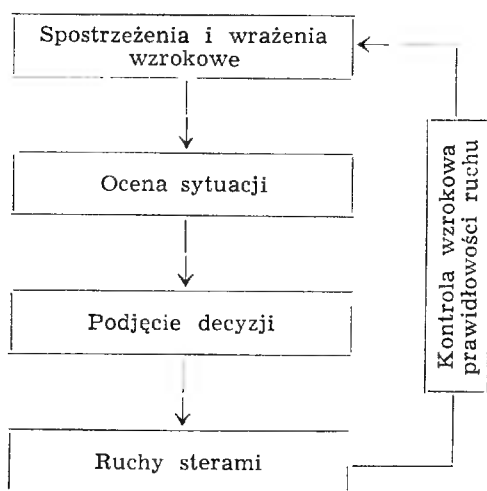 Spostrzeżenia i wrażenia
wzrokowe
Ocena sytuacji
Podjęcie decyzji
Ruchy sterami
Kontrola wzrokowa
prawidłowości ruchu